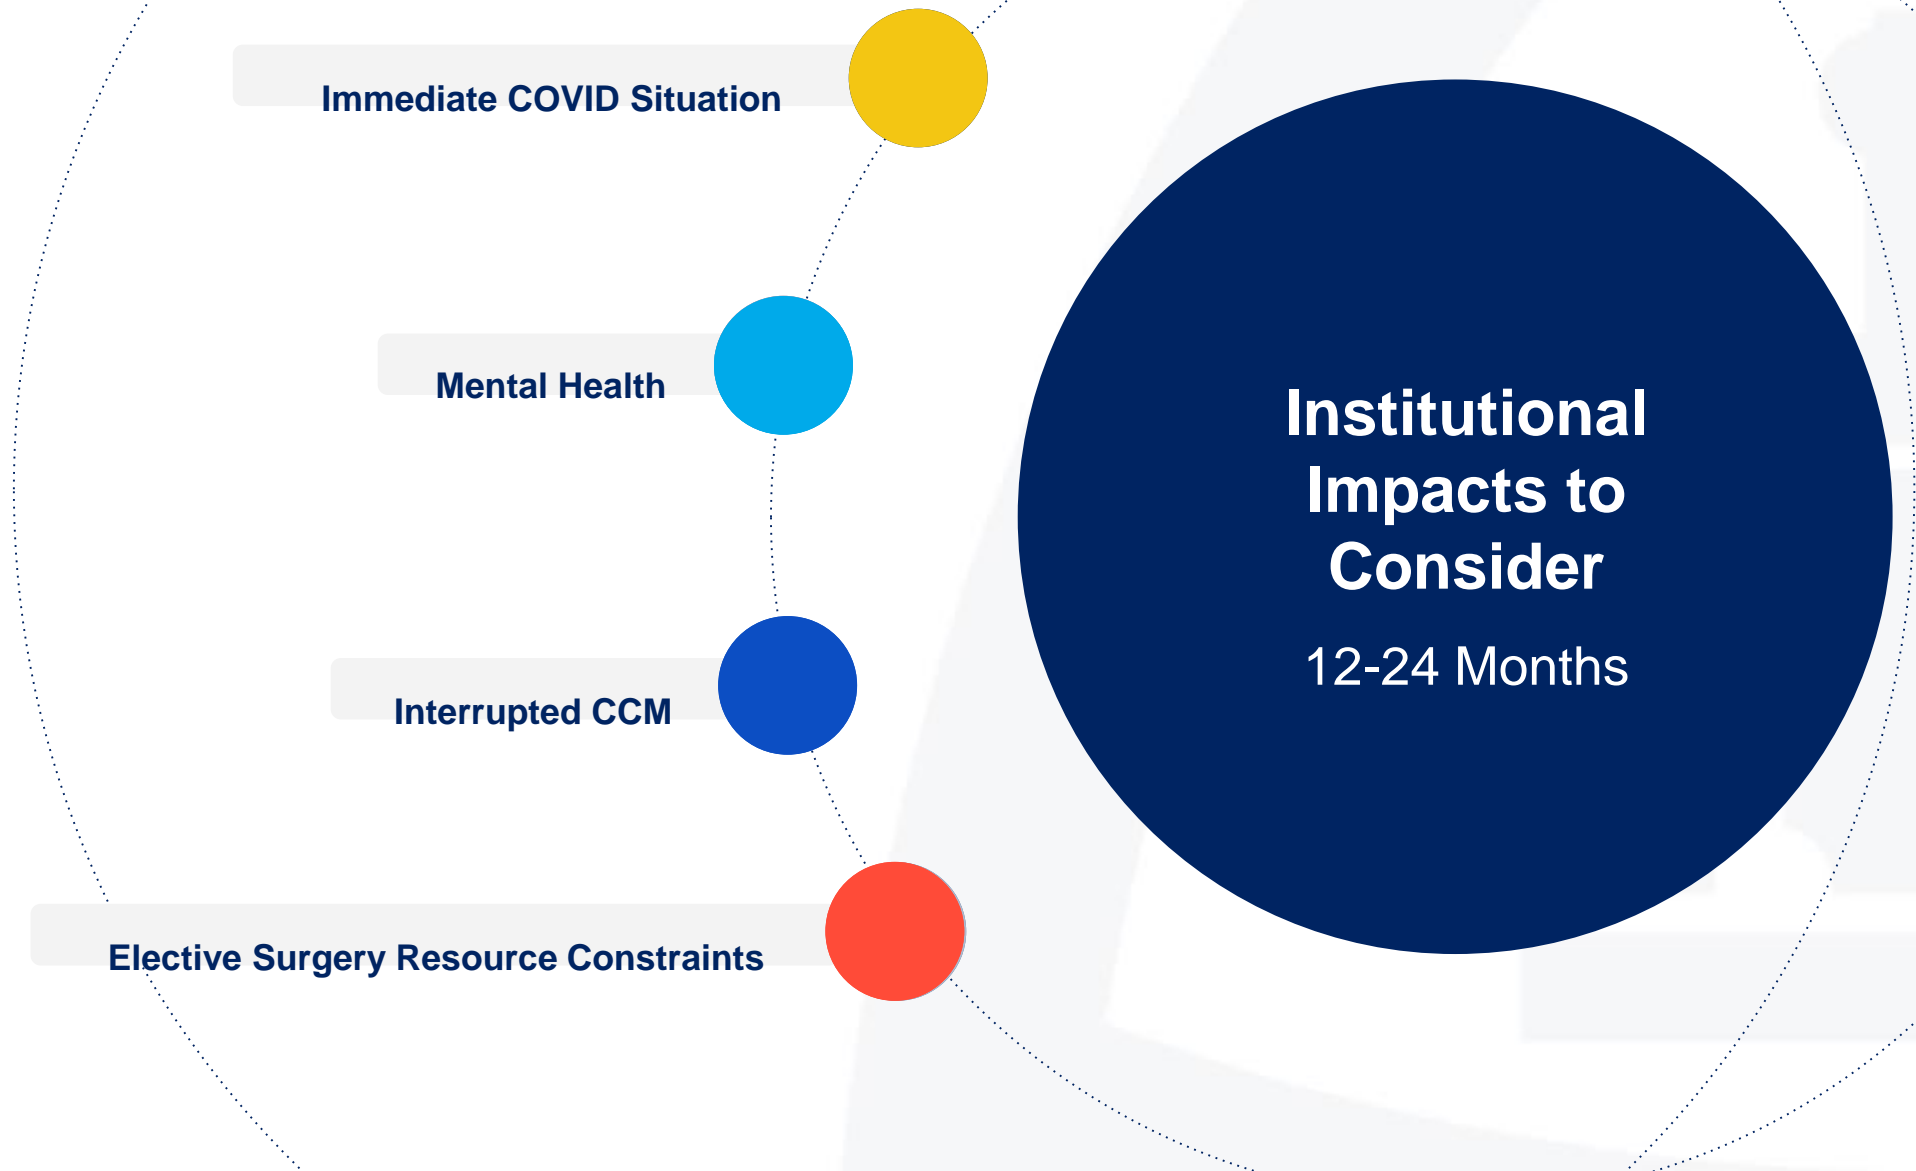 Immediate COVID Situation
Mental Health
Interrupted CCM
Elective Surgery Resource Constraints
Institutional
Impacts to
Consider
12-24 Months